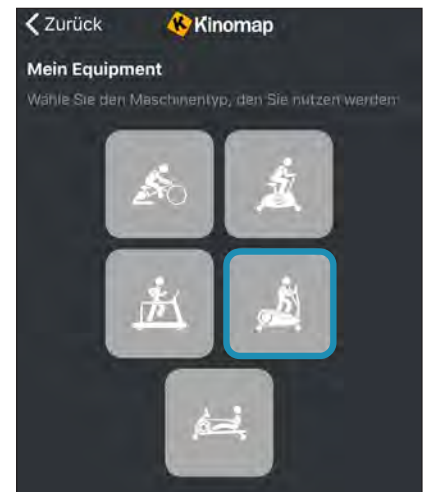 Zurück
Kinomap
Mein Equipment
Wähle Sie den Maschinentyp, den Sie nutzen werden: